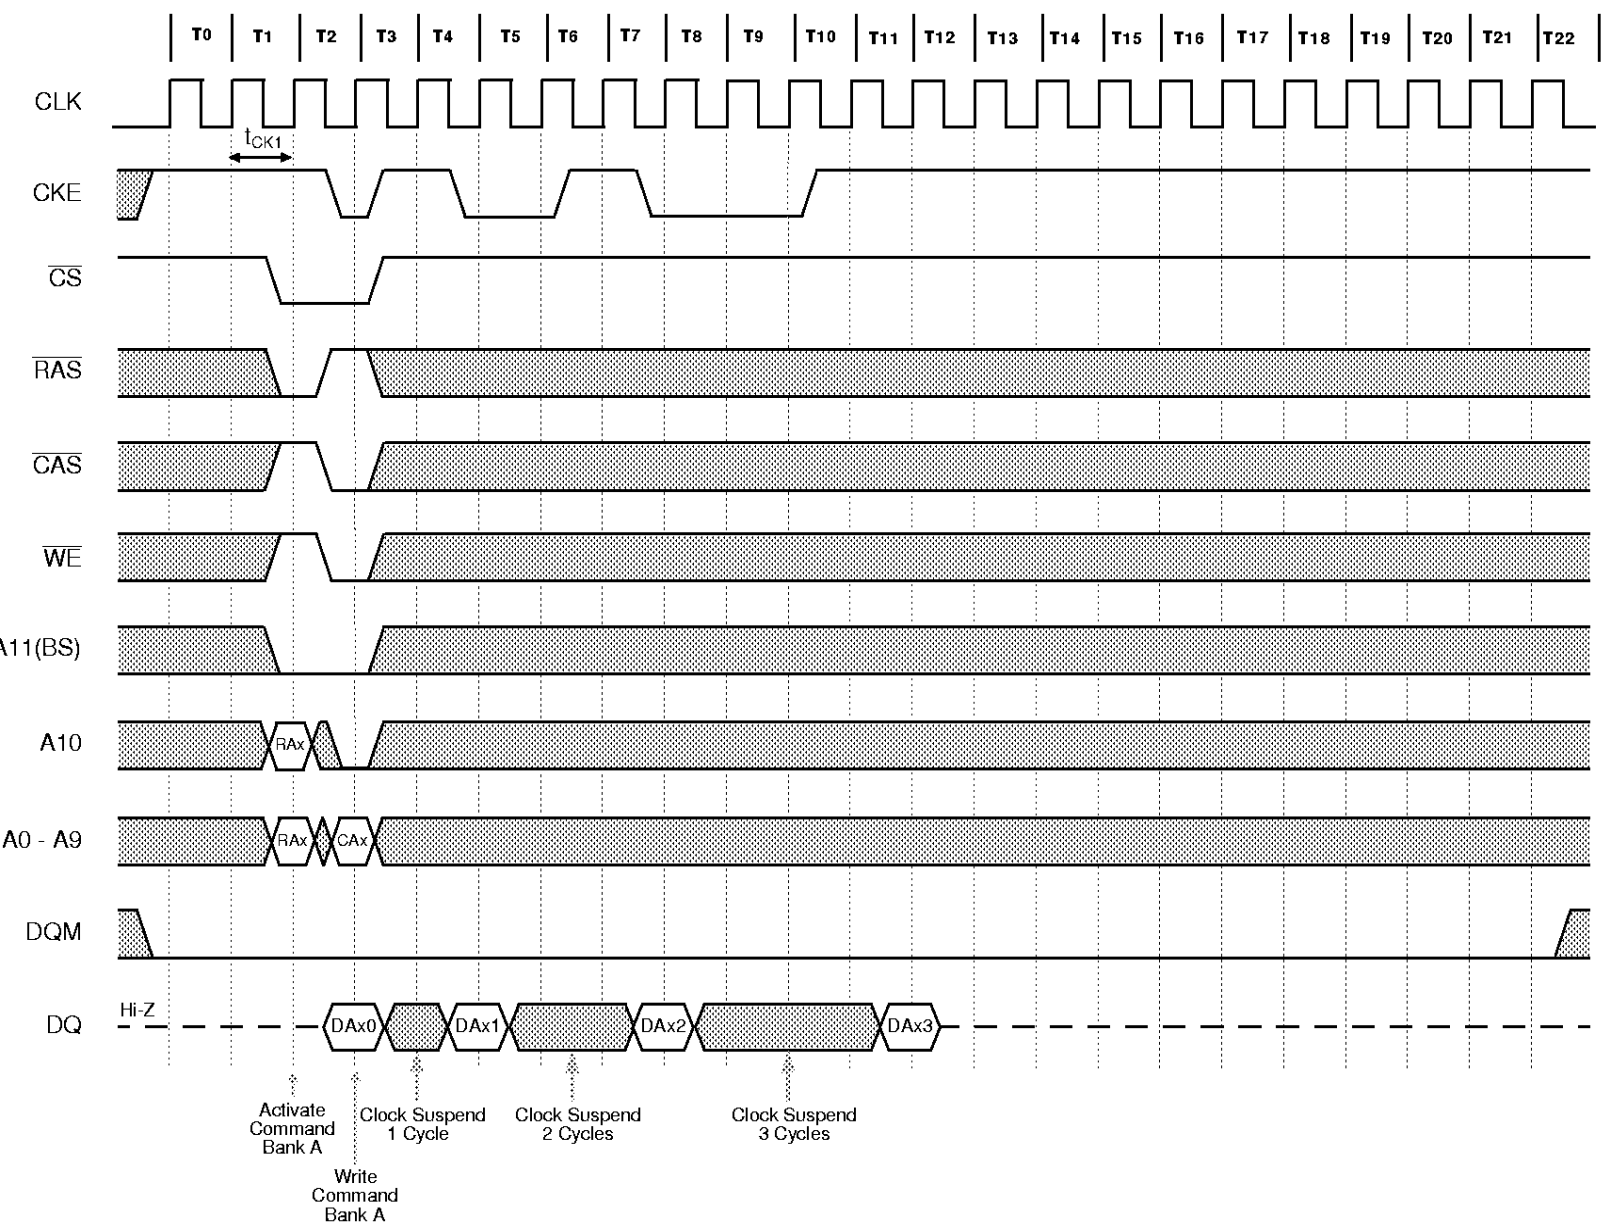 T0 T1 T2 T3 T4 T5 T6 T7 T8 T9 T10 T11 T12 T13 T14 T15 T16 T17 T18 T19 T20 T21 T22
CLK
tCK1
CKE
CS
RAS
CAS
WE
A11(BS)
A10
RAx
A0 - A9
RAx CAx
DQM
Hi-Z
DQ
DAx0 DAx1 DAx2 DAx3
Activate
Command
Bank A
Write
Command
Bank A
Clock Suspend
1 Cycle
Clock Suspend
2 Cycles
Clock Suspend
3 Cycles